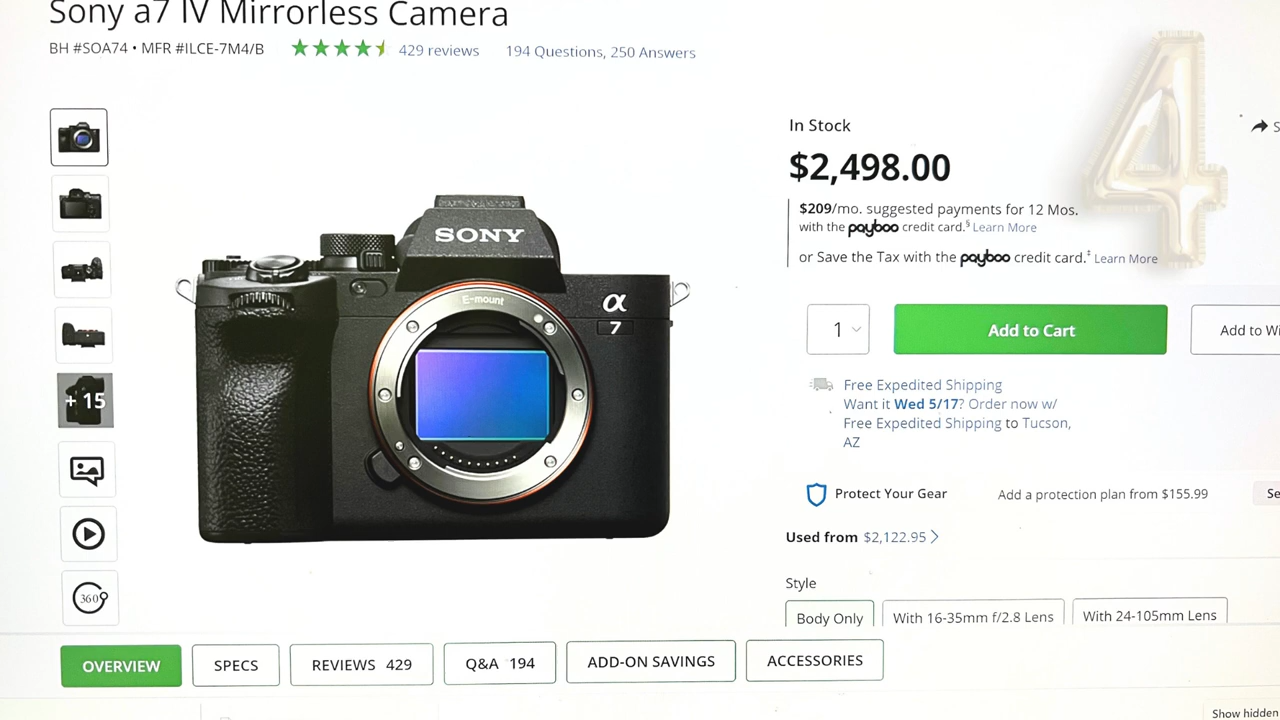 Sony a7 IV Mirrorless Camera
BH #SOA74 • MFR #ILCE-7M4/B 429 reviews 194 Questions, 250 Answers
4
In Stock
S
$2,498.00
$209/mo. suggested payments for 12 Mos.
with the payboo credit card.§ Learn More
or Save the Tax with the payboo credit card.‡ Learn More
SONY
E-mount
α
7
1
Add to Cart
Add to Wi
Free Expedited Shipping
Want it Wed 5/17? Order now w/
Free Expedited Shipping to Tucson,
AZ
+ 15
Protect Your Gear Add a protection plan from $155.99 Se
Used from $2,122.95
360
Style
Body Only With 16-35mm f/2.8 Lens With 24-105mm Lens
OVERVIEW SPECS REVIEWS 429 Q&A 194 ADD-ON SAVINGS ACCESSORIES
Show hidden